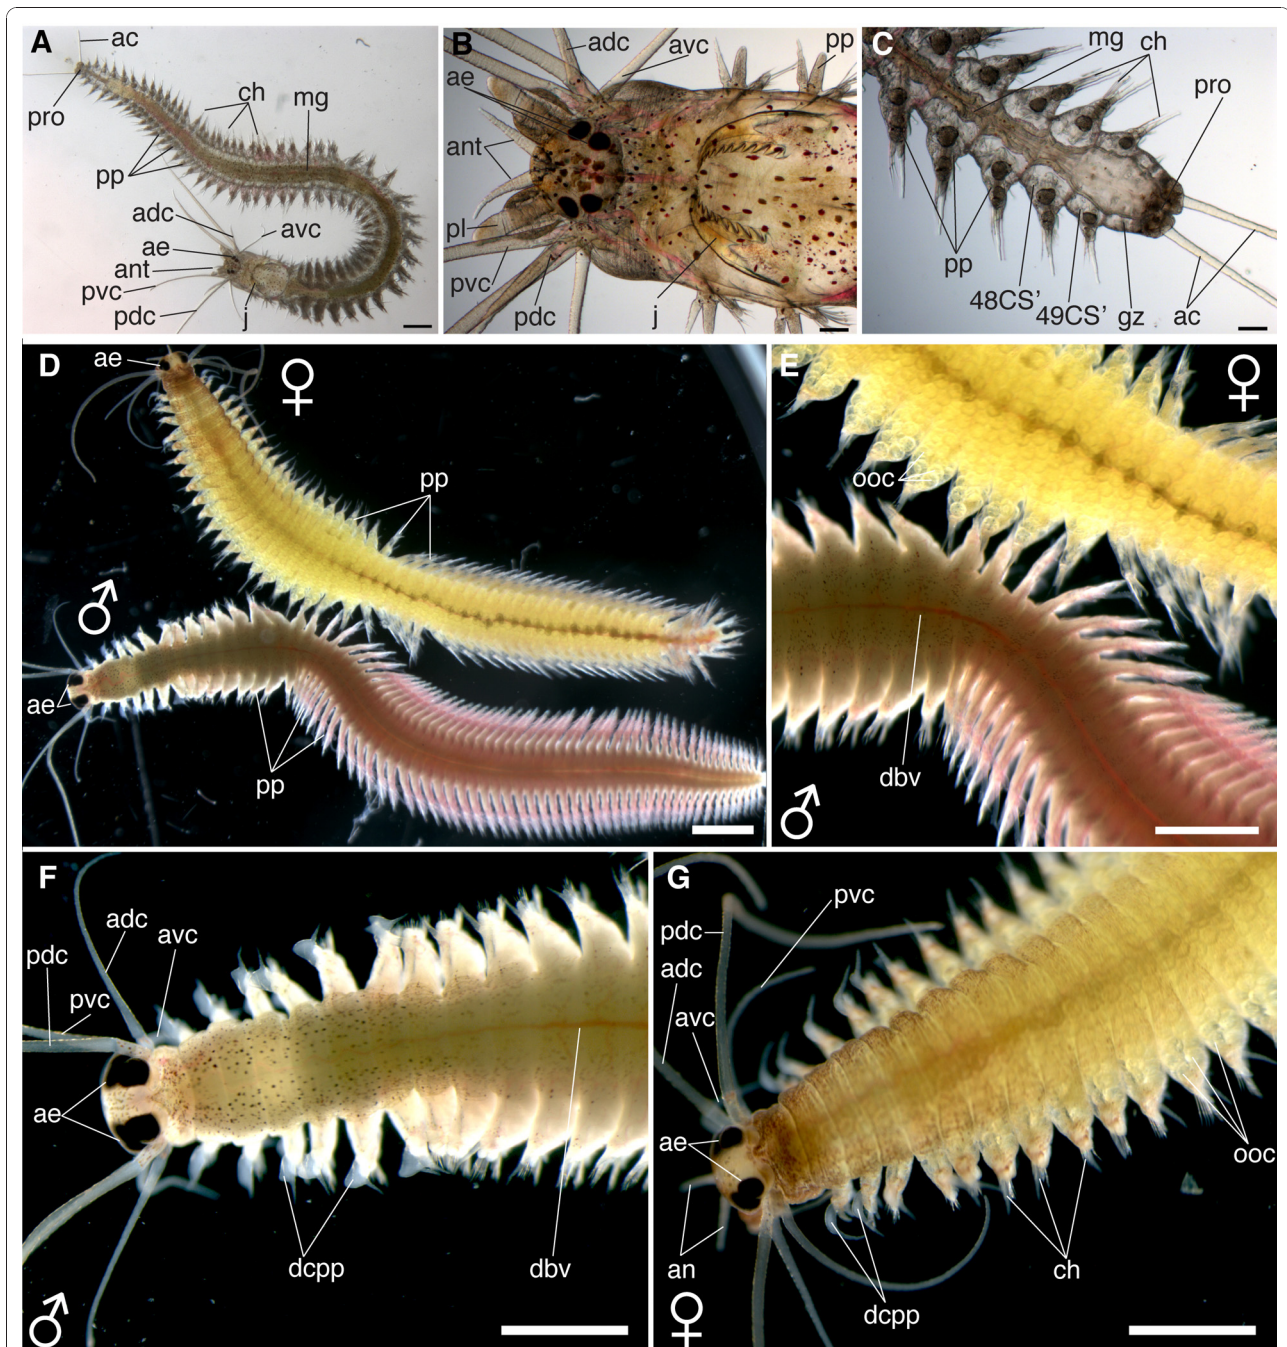 A
ac
pro
ch
mg
pp
adc
avc
ae
ant
pvc
pdc
j
B
adc
avc
pp
ae
ant
pl
pvc
pdc
j
C
mg
ch
pro
pp
48CS’
49CS’
gz
ac
D
ae
♀
pp
♂
ae
pp
E
♀
ooc
dbv
♂
F
adc
avc
pdc
pvc
ae
dcpp
dbv
♂
G
pvc
pdc
adc
avc
ae
an
dcpp
ch
ooc
♀